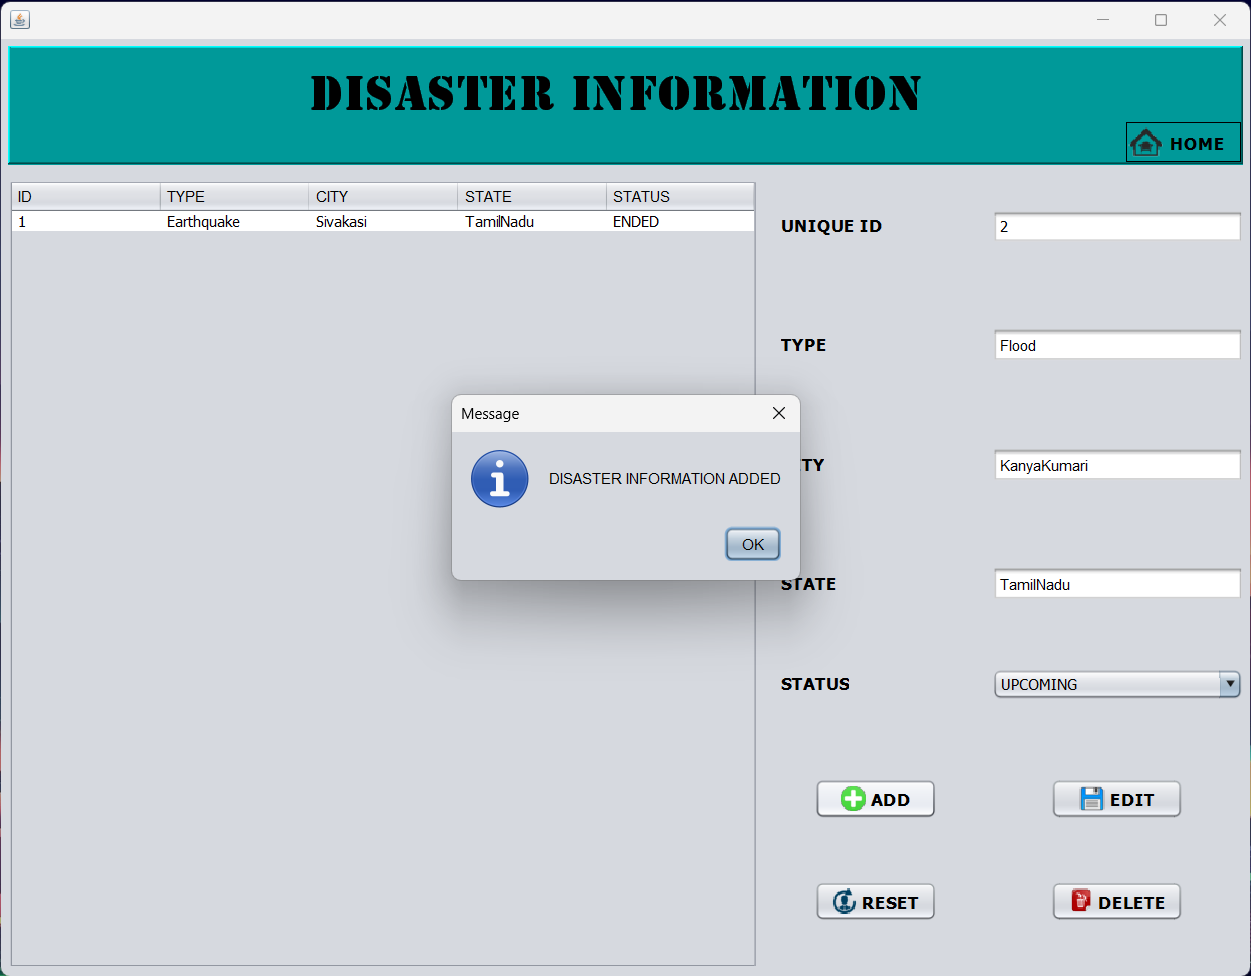 DISASTER INFORMATION
HOME
ID TYPE CITY STATE STATUS
1 Earthquake Sivakasi TamilNadu ENDED
UNIQUE ID 2
TYPE Flood
Message
DISASTER INFORMATION ADDED
OK
TY KanyaKumari
STATE TamilNadu
STATUS UPCOMING
ADD EDIT
RESET DELETE